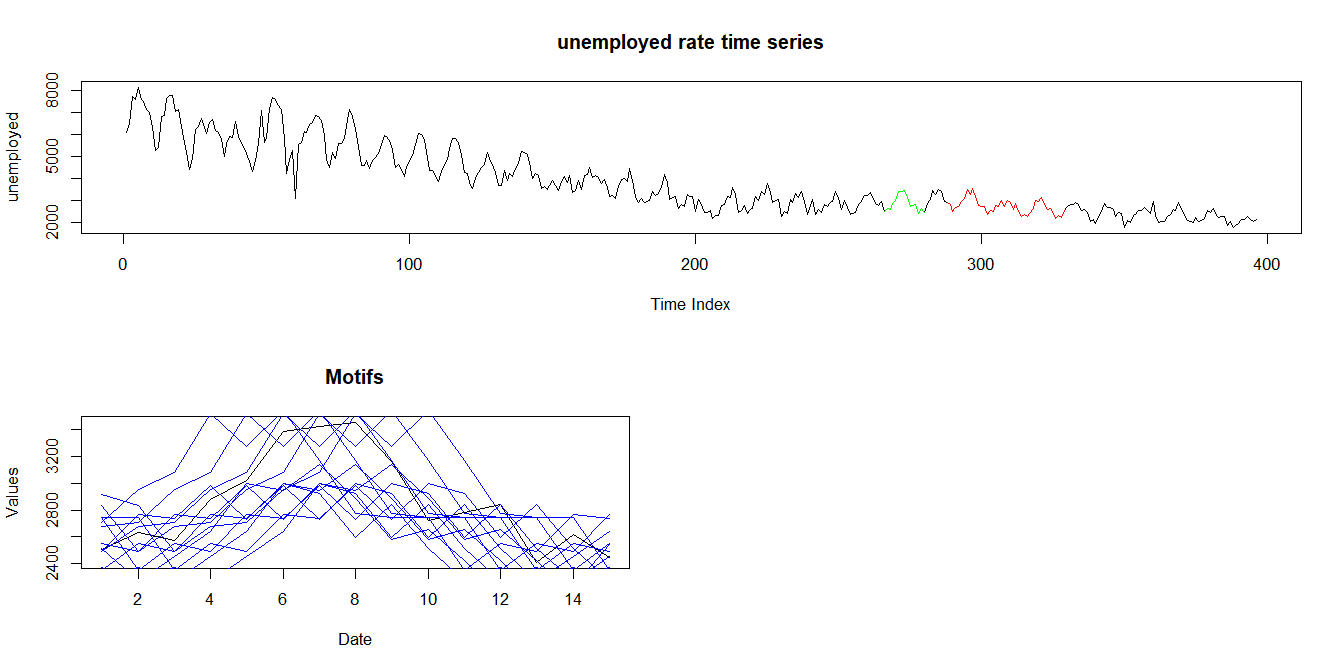 unemployed rate time series
unemployed
8000
5000
2000
0 100 200 300 400
Time Index
Motifs
Values
3200
2800
2400
2 4 6 8 10 12 14
Date